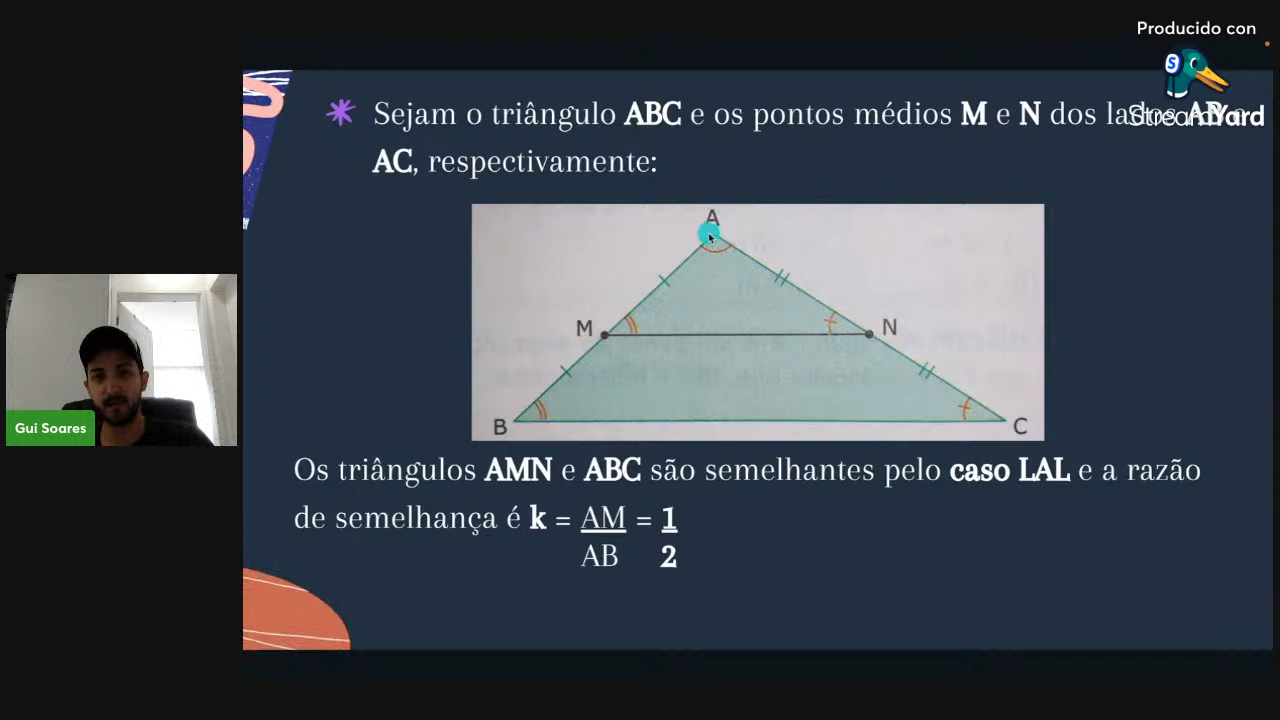 Producido con
StreamYard
Sejam o triângulo ABC e os pontos médios M e N dos lados AB e
AC, respectivamente:
A
M
N
B
C
Gui Soares
Os triângulos AMN e ABC são semelhantes pelo caso LAL e a razão
de semelhança é k = AM = 1
AB 2